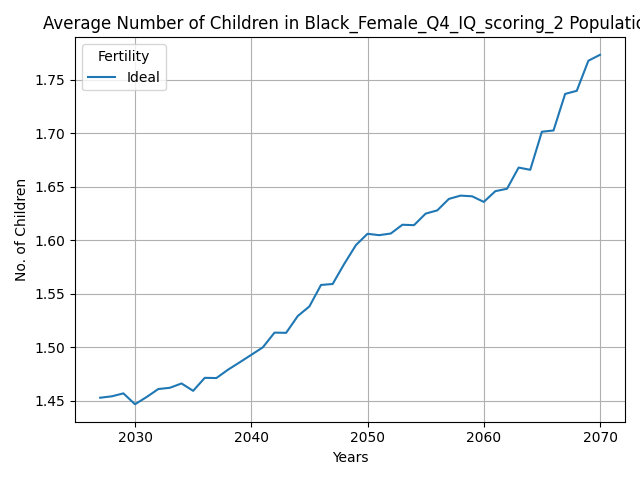 Average Number of Children in Black_Female_Q4_IQ_scoring_2 Populatio
Fertility
Ideal
No. of Children
1.75
1.70
1.65
1.60
1.55
1.50
1.45
2030 2040 2050 2060 2070
Years